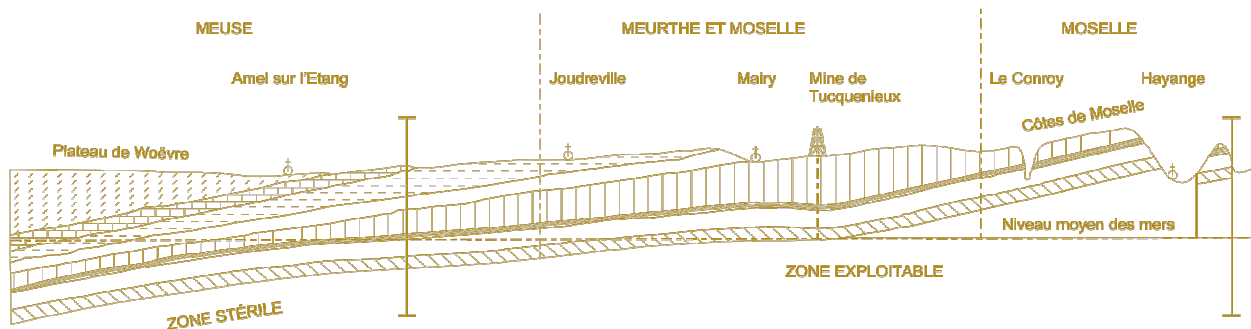 MEUSE
MEURTHE ET MOSELLE
MOSELLE
Amel sur l'Etang
Joudreville
Mairy
Mine de
Tucquenieux
Le Conroy
Hayange
Côtes de Moselle
Plateau de Woëvre
Niveau moyen des mers
ZONE EXPLOITABLE
ZONE STÉRILE